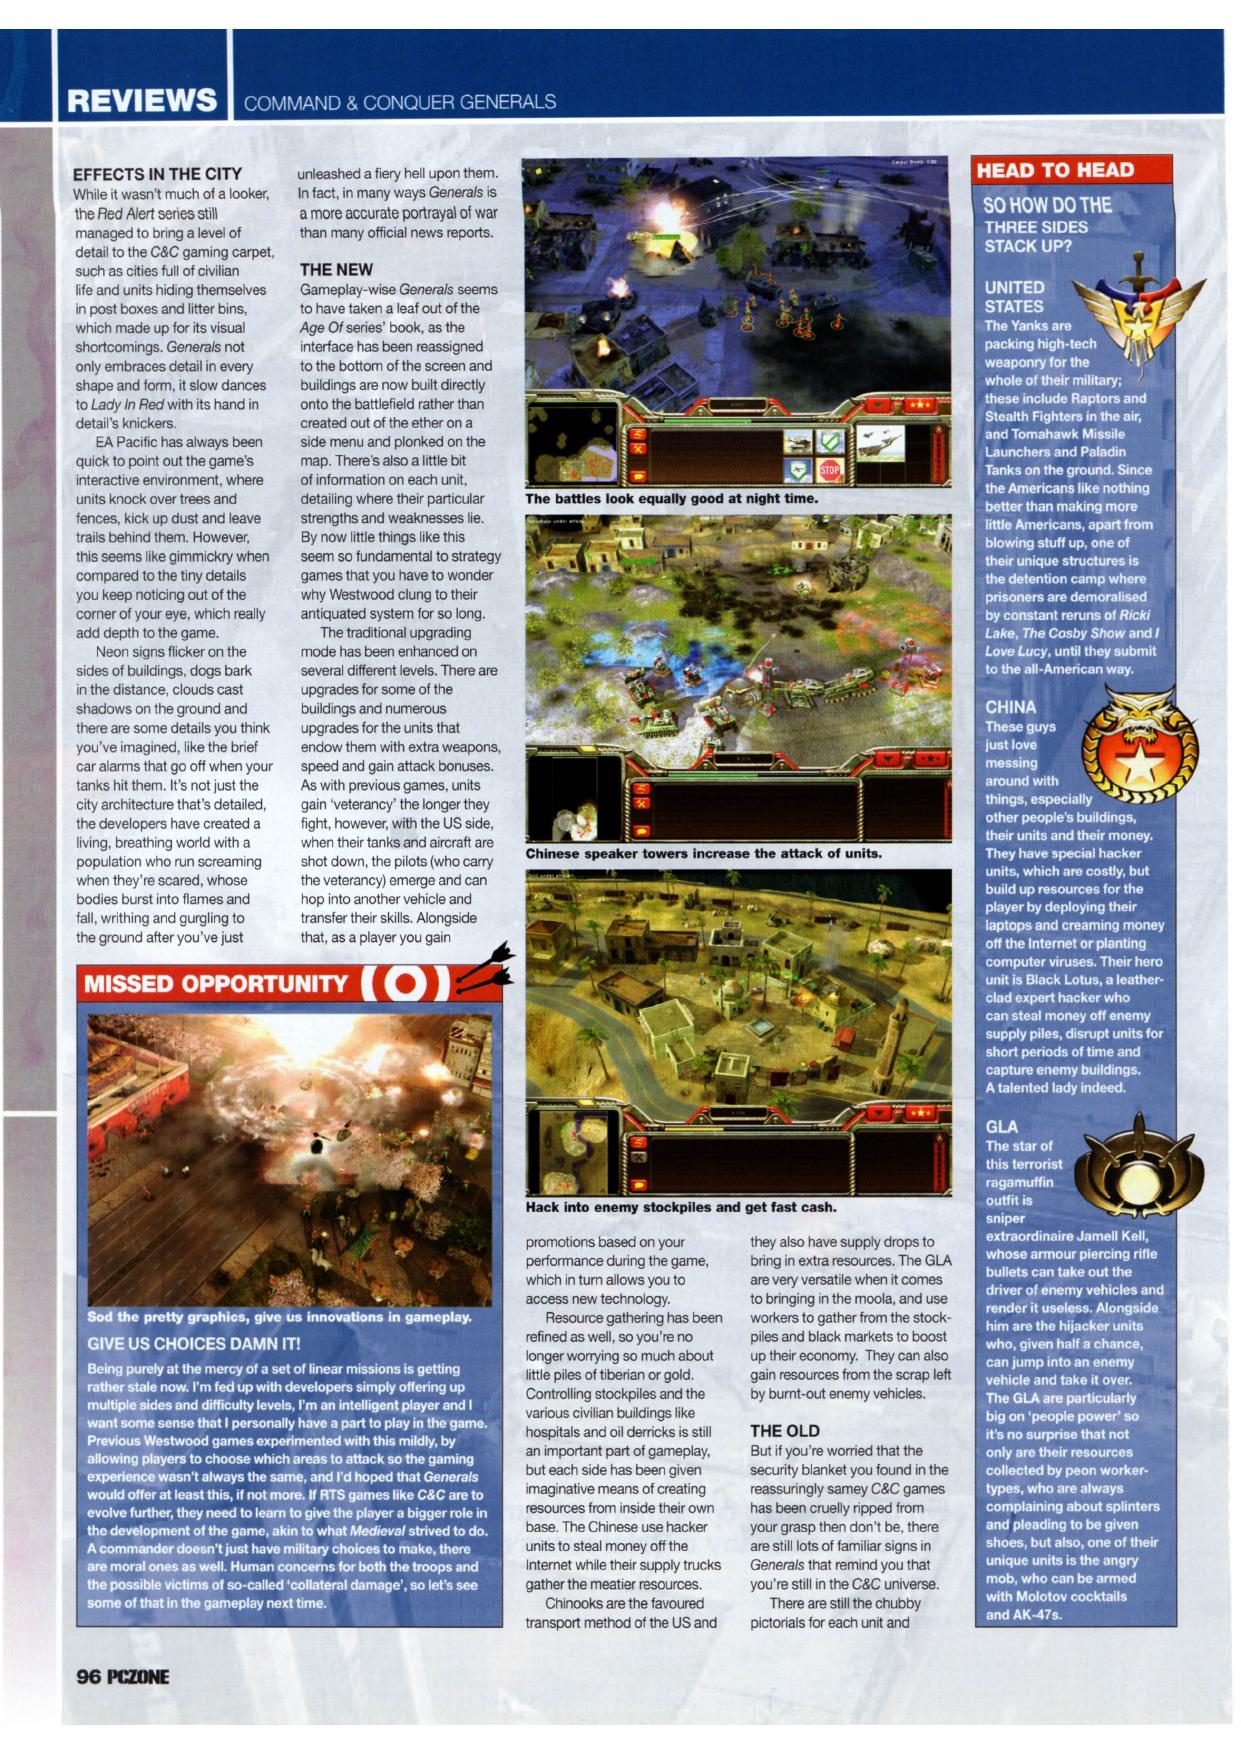 REVIEWS
COMMAND & CONQUER GENERALS
EFFECTS IN THE CITY
While it wasn't much of a looker,
the Red Alert series still
managed to bring a level of
detail to the C&C gaming carpet,
such as cities full of civilian
life and units hiding themselves
in post boxes and litter bins,
which made up for its visual
shortcomings. Generals not
only embraces detail in every
shape and form, it slow dances
to Lady In Red with its hand in
detail's knickers.
EA Pacific has always been
quick to point out the game's
interactive environment, where
units knock over trees and
fences, kick up dust and leave
trails behind them. However,
this seems like gimmickry when
compared to the tiny details
you keep noticing out of the
corner of your eye, which really
add depth to the game.
Neon signs flicker on the
sides of buildings, dogs bark
in the distance, clouds cast
shadows on the ground and
there are some details you think
you've imagined, like the brief
car alarms that go off when your
tanks hit them. It's not just the
city architecture that's detailed,
the developers have created a
living, breathing world with a
population who run screaming
when they're scared, whose
bodies burst into flames and
fall, writhing and gurgling to
the ground after you've just
unleashed a fiery hell upon them.
In fact, in many ways Generals is
a more accurate portrayal of war
than many official news reports.
THE NEW
Gameplay-wise Generals seems
to have taken a leaf out of the
Age Of series' book, as the
interface has been reassigned
to the bottom of the screen and
buildings are now built directly
onto the battlefield rather than
created out of the ether on a
side menu and plonked on the
map. There's also a little bit
of information on each unit,
detailing where their particular
strengths and weaknesses lie.
By now little things like this
seem so fundamental to strategy
games that you have to wonder
why Westwood clung to their
antiquated system for so long.
The traditional upgrading
mode has been enhanced on
several different levels. There are
upgrades for some of the
buildings and numerous
upgrades for the units that
endow them with extra weapons,
speed and gain attack bonuses.
As with previous games, units
gain 'veterancy' the longer they
fight, however, with the US side,
when their tanks and aircraft are
shot down, the pilots (who carry
the veterancy) emerge and can
hop into another vehicle and
transfer their skills. Alongside
that, as a player you gain
MISSED OPPORTUNITY
Sod the pretty graphics, give us innovations in gameplay.
GIVE US CHOICES DAMN IT!
Being purely at the mercy of a set of linear missions is getting
rather stale now. I'm fed up with developers simply offering up
multiple sides and difficulty levels, I'm an intelligent player and I
want some sense that I personally have a part to play in the game.
Previous Westwood games experimented with this mildly, by
allowing players to choose which areas to attack so the gaming
experience wasn't always the same, and I'd hoped that Generals
would offer at least this, if not more. If RTS games like C&C are to
evolve further, they need to learn to give the player a bigger role in
the development of the game, akin to what Medieval strived to do.
A commander doesn't just have military choices to make, there
are moral ones as well. Human concerns for both the troops and
the possible victims of so-called 'collateral damage', so let's see
some of that in the gameplay next time.
STOP
The battles look equally good at night time.
Chinese speaker towers increase the attack of units.
Hack into enemy stockpiles and get fast cash.
promotions based on your
performance during the game,
which in turn allows you to
access new technology.
Resource gathering has been
refined as well, so you're no
longer worrying so much about
little piles of tiberian or gold.
Controlling stockpiles and the
various civilian buildings like
hospitals and oil derricks is still
an important part of gameplay,
but each side has been given
imaginative means of creating
resources from inside their own
base. The Chinese use hacker
units to steal money off the
Internet while their supply trucks
gather the meatier resources.
Chinooks are the favoured
transport method of the US and
they also have supply drops to
bring in extra resources. The GLA
are very versatile when it comes
to bringing in the moola, and use
workers to gather from the stock-
piles and black markets to boost
up their economy. They can also
gain resources from the scrap left
by burnt-out enemy vehicles.
THE OLD
But if you're worried that the
security blanket you found in the
reassuringly samey C&C games
has been cruelly ripped from
your grasp then don't be, there
are still lots of familiar signs in
Generals that remind you that
you're still in the C&C universe.
There are still the chubby
pictorials for each unit and
HEAD TO HEAD
SO HOW DO THE
THREE SIDES
STACK UP?
UNITED
STATES
The Yanks are
packing high-tech
weaponry for the
whole of their military;
these include Raptors and
Stealth Fighters in the air,
and Tomahawk Missile
Launchers and Paladin
Tanks on the ground. Since
the Americans like nothing
better than making more
little Americans, apart from
blowing stuff up, one of
their unique structures is
the detention camp where
prisoners are demoralised
by constant reruns of Ricki
Lake, The Cosby Show and I
Love Lucy, until they submit
to the all-American way.
CHINA
These guys
just love
messing
around with
things, especially
other people's buildings,
their units and their money.
They have special hacker
units, which are costly, but
build up resources for the
player by deploying their
laptops and creaming money
off the Internet or planting
computer viruses. Their hero
unit is Black Lotus, a leather-
clad expert hacker who
can steal money off enemy
supply piles, disrupt units for
short periods of time and
capture enemy buildings.
A talented lady indeed.
GLA
The star of
this terrorist
ragamuffin
outfit is
sniper
extraordinaire Jamell Kell,
whose armour piercing rifle
bullets can take out the
driver of enemy vehicles and
render it useless. Alongside
him are the hijacker units
who, given half a chance,
can jump into an enemy
vehicle and take it over.
The GLA are particularly
big on 'people power' so
it's no surprise that not
only are their resources
collected by peon worker-
types, who are always
complaining about splinters
and pleading to be given
shoes, but also, one of their
unique units is the angry
mob, who can be armed
with Molotov cocktails
and AK-47s.
96 PCZONE